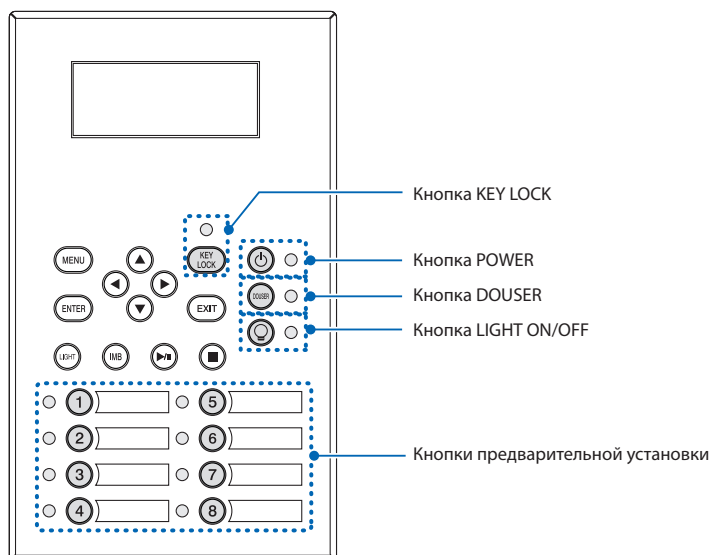 Кнопка KEY LOCK
KEY
LOCK
MENU
Кнопка POWER
DOUSER
Кнопка DOUSER
ENTER
EXIT
Кнопка LIGHT ON/OFF
LIGHT
IMB
1
5
2
6
Кнопки предварительной установки
3
7
4
8